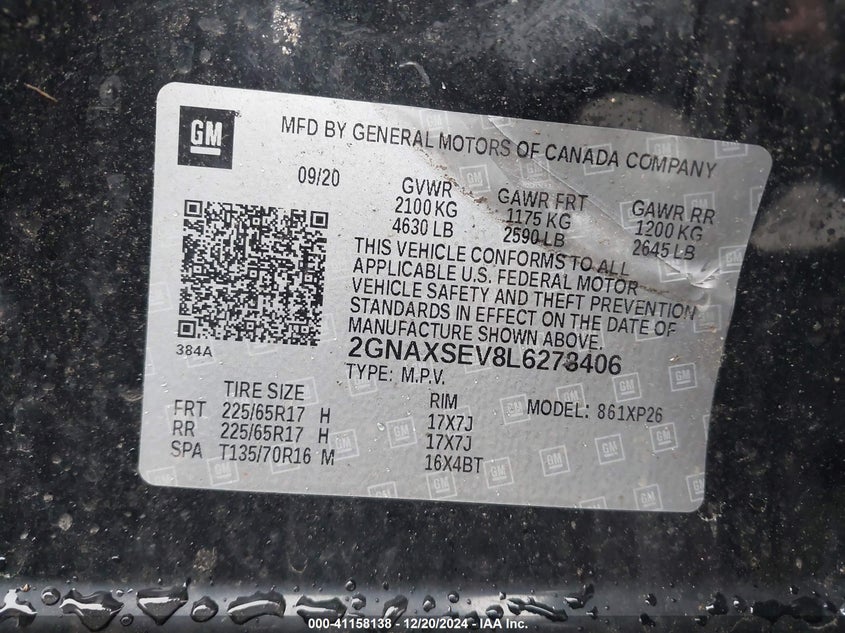 GM
MFD BY GENERAL MOTORS OF CANADA COMPANY
09/20
GVWR
2100 KG
4630 LB
GAWR FRT
1175 KG
2590 LB
GAWR RR
1200 KG
2645 LB
THIS VEHICLE CONFORMS TO ALL
APPLICABLE U.S. FEDERAL MOTOR
VEHICLE SAFETY AND THEFT PREVENTION
STANDARDS IN EFFECT ON THE DATE OF
MANUFACTURE SHOWN ABOVE.
384A
2GNAXSEV8L6273406
TYPE: M.P.V.
TIRE SIZE
RIM
MODEL: 861XP26
FRT 225/65R17 H 17X7J
RR 225/65R17 H 17X7J
SPA T135/70R16 M 16X4BT
000-41158138 - 12/20/2024 - IAA Inc.